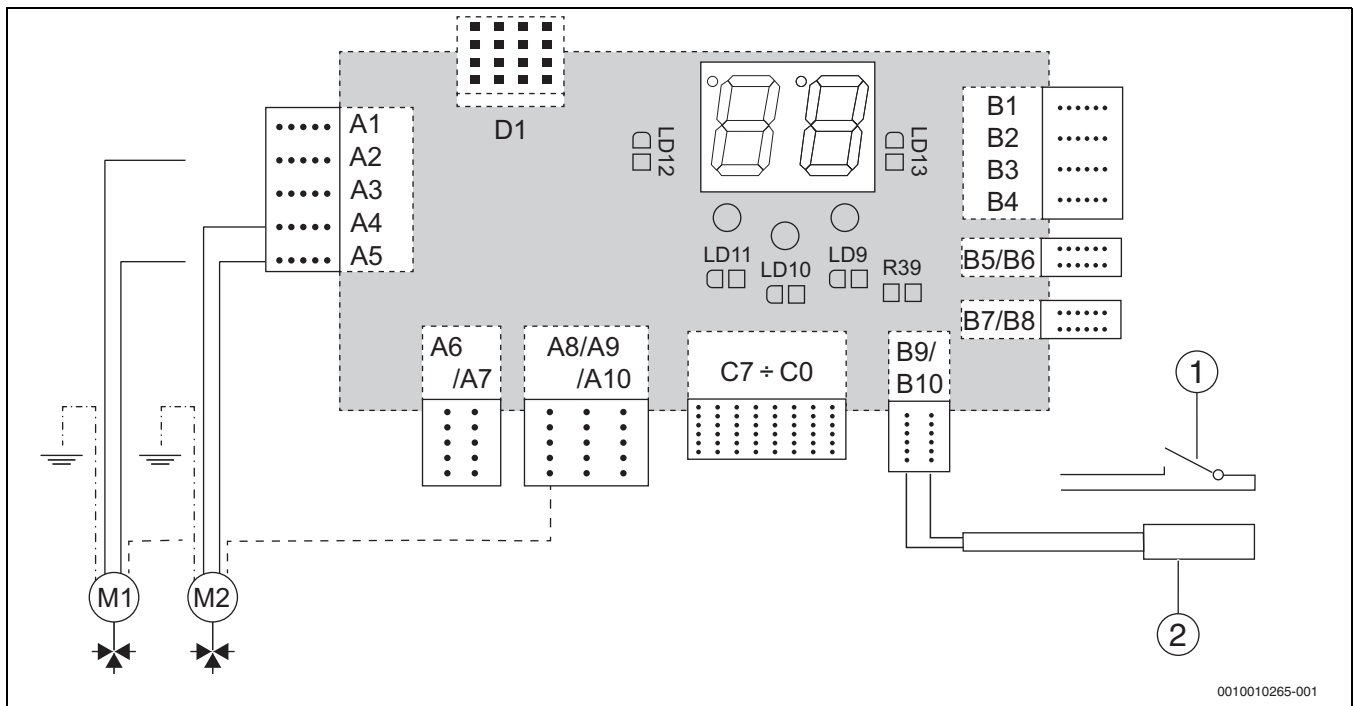 D1
A1
A2
A3
A4
A5
LD12
LD13
B1
B2
B3
B4
B5/B6
B7/B8
LD11
LD10
LD9
R39
A6
/A7
A8/A9
/A10
C7 ÷ C0
B9/
B10
1
2
M1
M2
0010010265-001